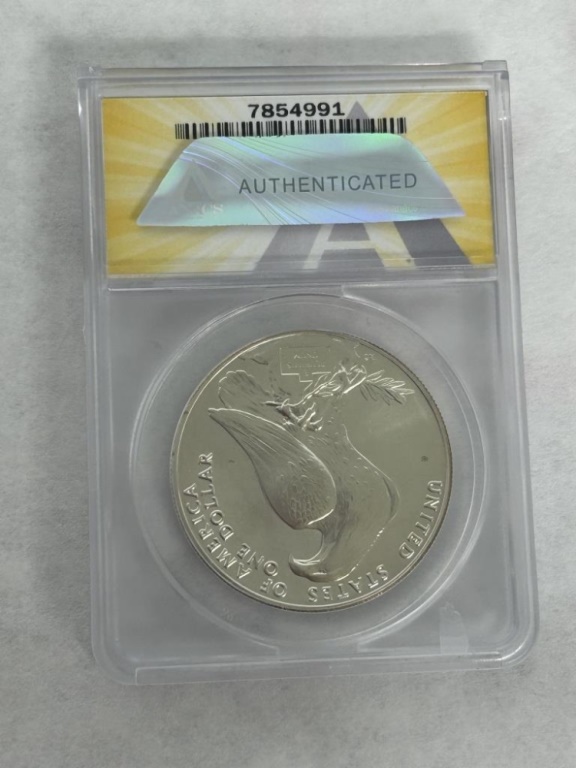 7854991
AUTHENTICATED
UNITED STATES OF AMERICA
ONE DOLLAR